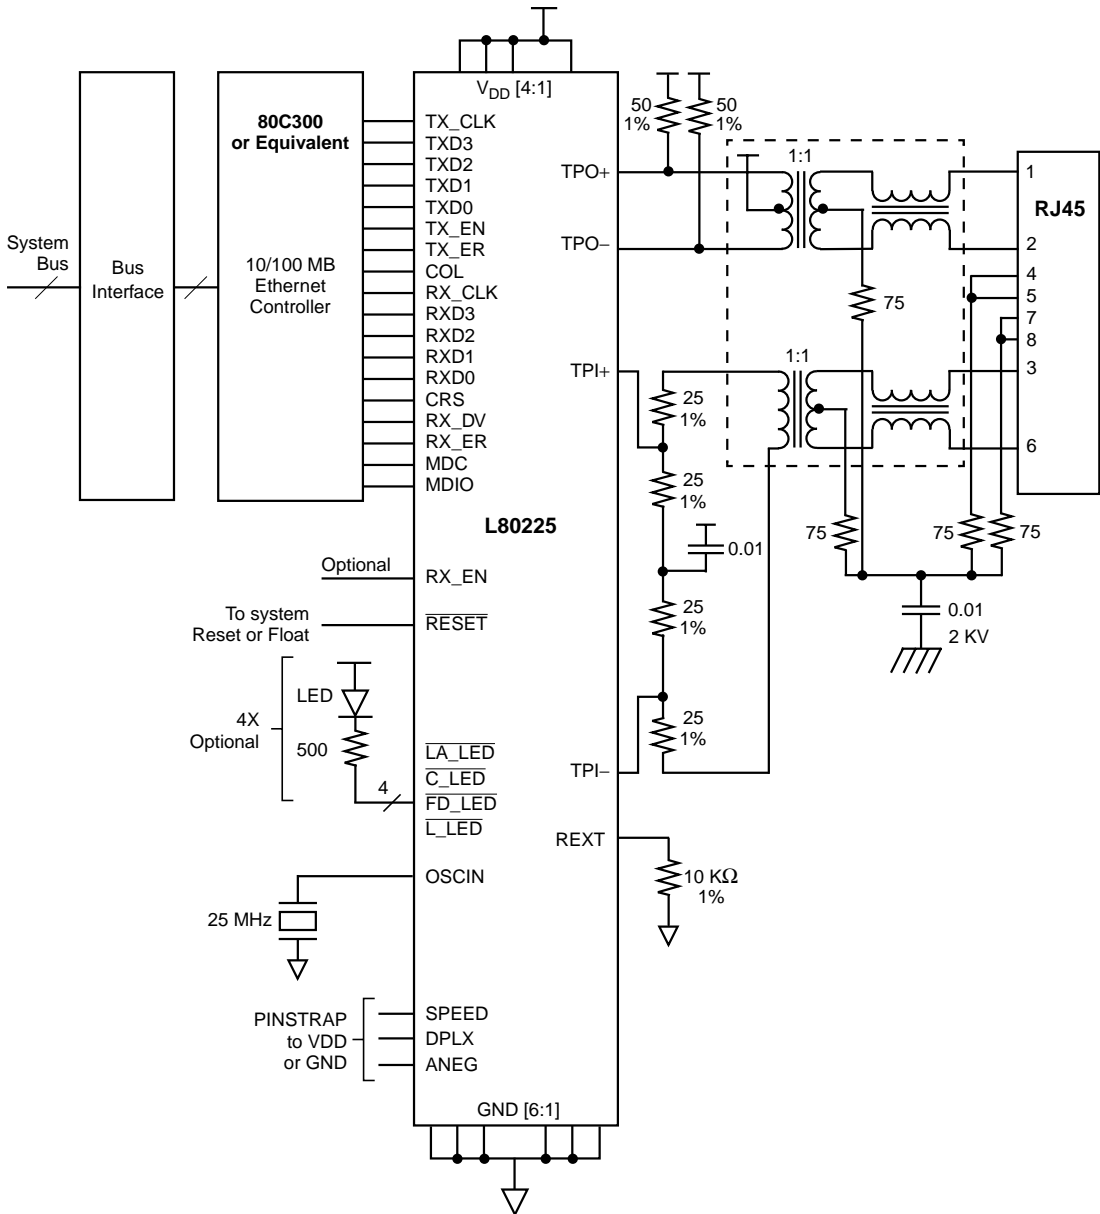 V_DD [4:1]
80C300
or Equivalent
10/100 MB
Ethernet
Controller
System
Bus
Bus
Interface
TX_CLK
TXD3
TXD2
TXD1
TXD0
TX_EN
TX_ER
COL
RX_CLK
RXD3
RXD2
RXD1
RXD0
CRS
RX_DV
RX_ER
MDC
MDIO
L80225
Optional
RX_EN
To system
Reset or Float
RESET
LED
500
4X
Optional
4
LA_LED
C_LED
FD_LED
L_LED
OSCIN
25 MHz
PINSTRAP
to VDD
or GND
SPEED
DPLX
ANEG
GND [6:1]
TPO+
TPO–
TPI+
TPI–
REXT
50
1%
50
1%
1:1
75
1:1
25
1%
25
1%
0.01
25
1%
25
1%
10 KΩ
1%
75
75
75
0.01
2 KV
RJ45
1
2
4
5
7
8
3
6